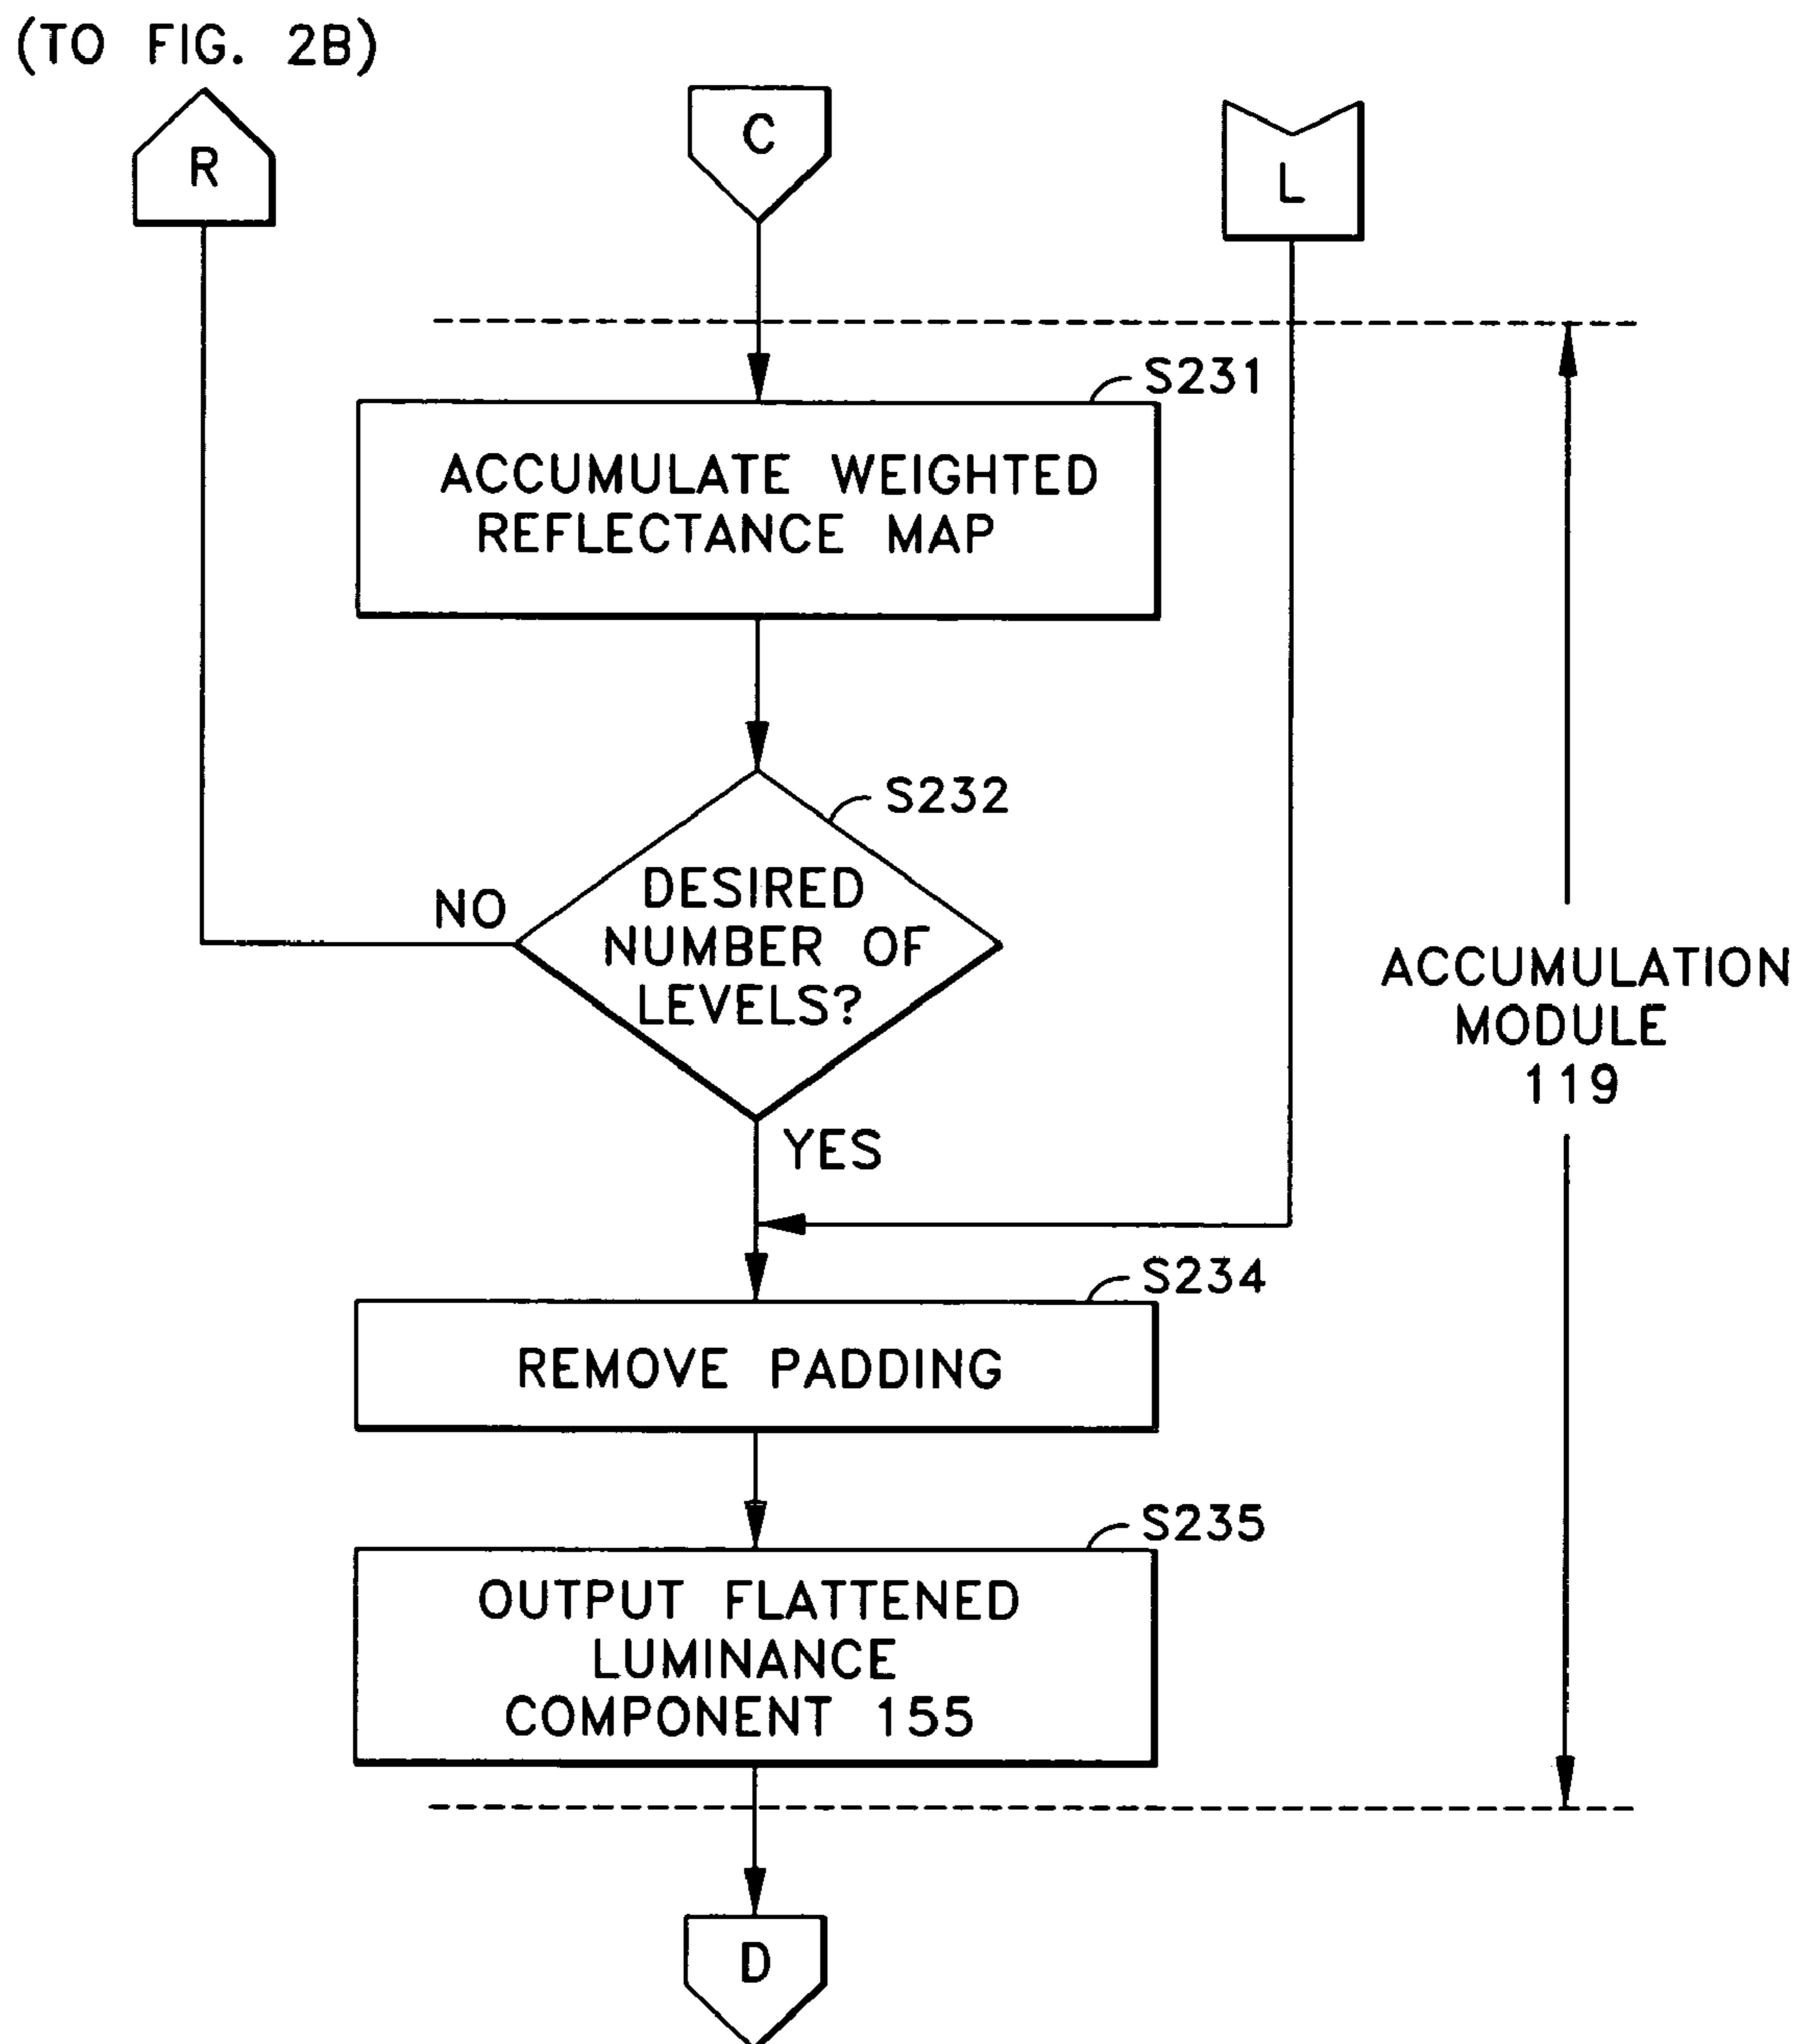 (TO FIG. 2B)
R
C
L
S231
ACCUMULATE WEIGHTED
REFLECTANCE MAP
S232
DESIRED
NUMBER OF
LEVELS?
NO
YES
ACCUMULATION
MODULE
119
S234
REMOVE PADDING
S235
OUTPUT FLATTENED
LUMINANCE
COMPONENT 155
D